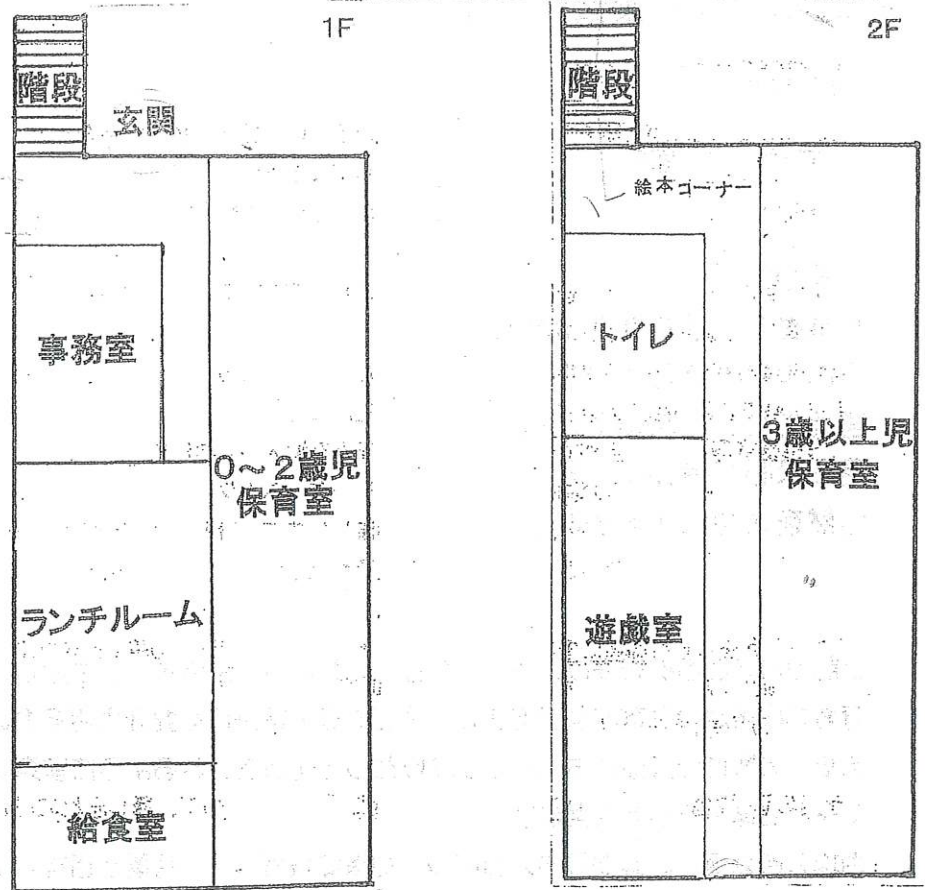 1F
階段
玄関
事務室
0～2歳児
保育室
ランチルーム
給食室
2F
階段
絵本コーナー
トイレ
3歳以上児
保育室
遊戯室